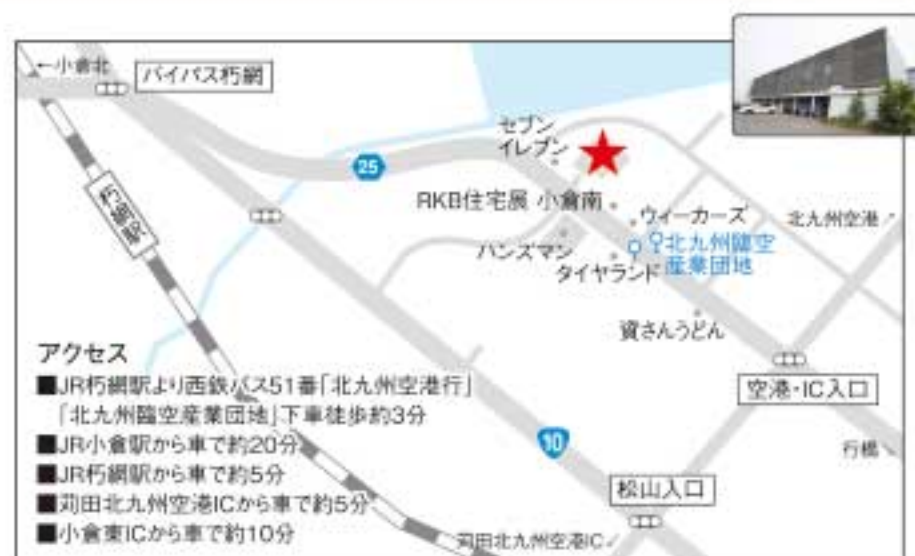 ←小倉北
バイパス朽網
朽網駅
25
セブン
イレブン
RKB住宅展 小倉南
ウィーカーズ
北九州空港
ハンズマン
タイヤランド
北九州臨空
産業団地
資さんうどん
空港・IC入口
行橋
10
松山入口
苅田北九州空港IC
アクセス
■JR朽網駅より西鉄バス51番「北九州空港行」
「北九州臨空産業団地」下車徒歩約3分
■JR小倉駅から車で約20分
■JR朽網駅から車で約5分
■苅田北九州空港ICから車で約5分
■小倉東ICから車で約10分